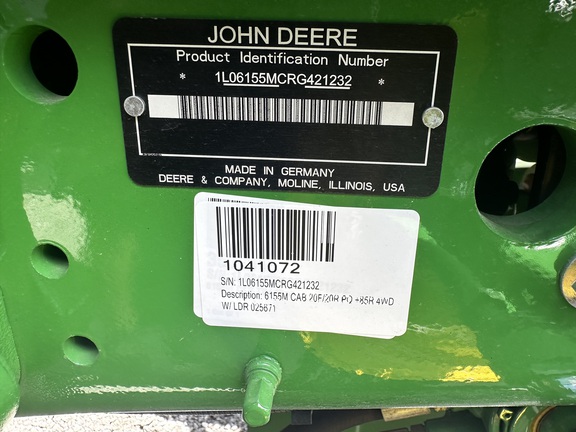 JOHN DEERE
Product Identification Number
* 1L06155MCRG421232 *
MADE IN GERMANY
DEERE & COMPANY, MOLINE, ILLINOIS, USA
1041072
S/N: 1L06155MCRG421232
Description: 6155M CAB 20F/20R PQ +85R 4WD
W/ LDR 025671